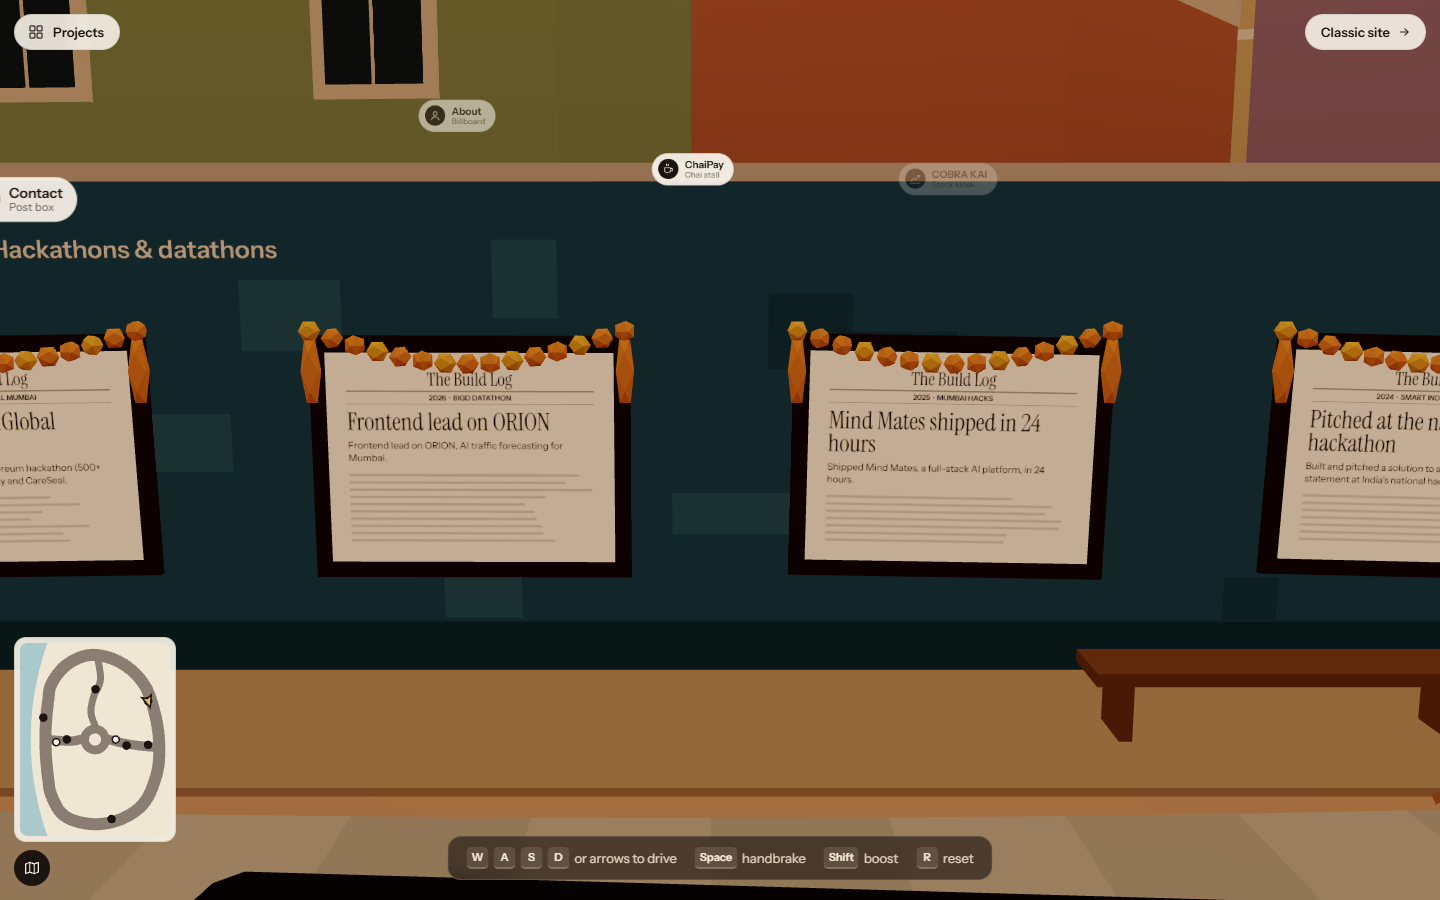 Projects
Classic site
About
Billboard
ChaiPay
Chai stall
COBRA KAI
Stock kiosk
Contact
Post box
Hackathons & datathons
Log
MUMBAI
Global
ereum hackathon (500+
y and CareSeal.
The Build Log
2026 · BIGD DATATHON
Frontend lead on ORION
Frontend lead on ORION, AI traffic forecasting for
Mumbai.
The Build Log
2025 · MUMBAI HACKS
Mind Mates shipped in 24
hours
Shipped Mind Mates, a full-stack AI platform, in 24
hours.
The Bu
2024 · SMART IND
Pitched at the n
hackathon
Built and pitched a solution to a
statement at India's national ha
W A S D or arrows to drive Space handbrake Shift boost R reset